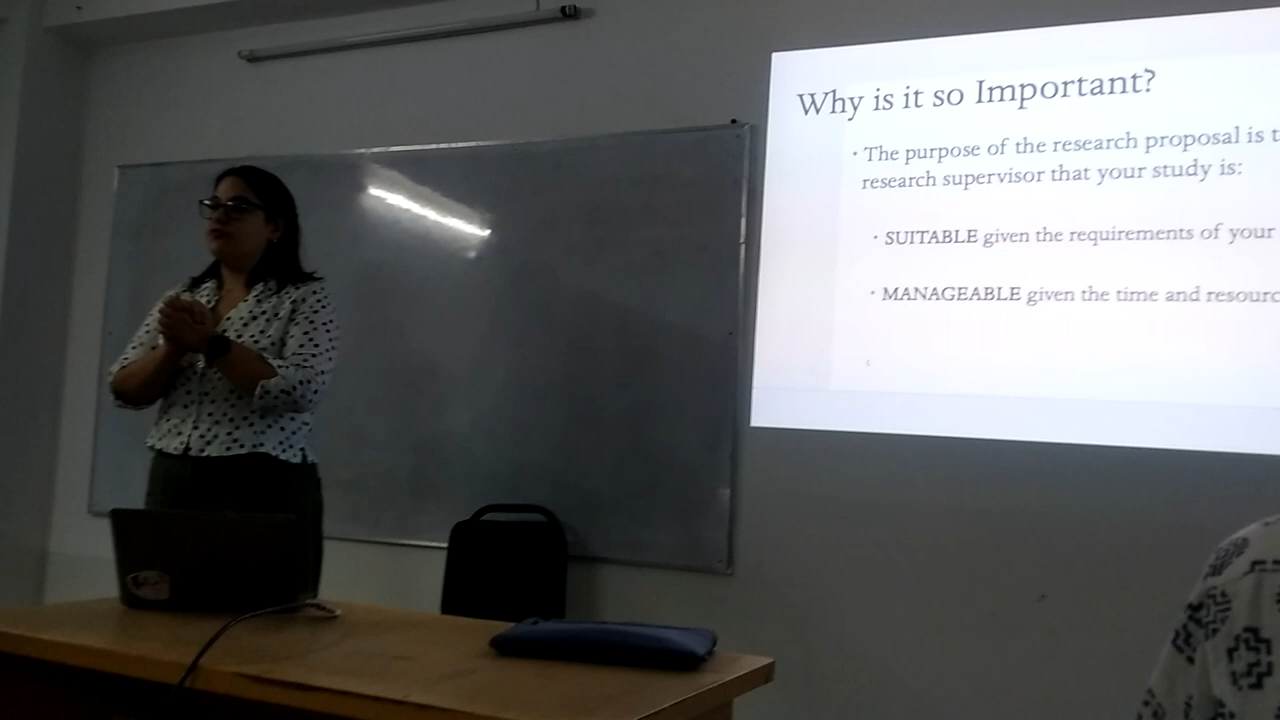 Why is it so Important?
• The purpose of the research proposal is
research supervisor that your study is:
• SUITABLE given the requirements of your
• MANAGEABLE given the time and